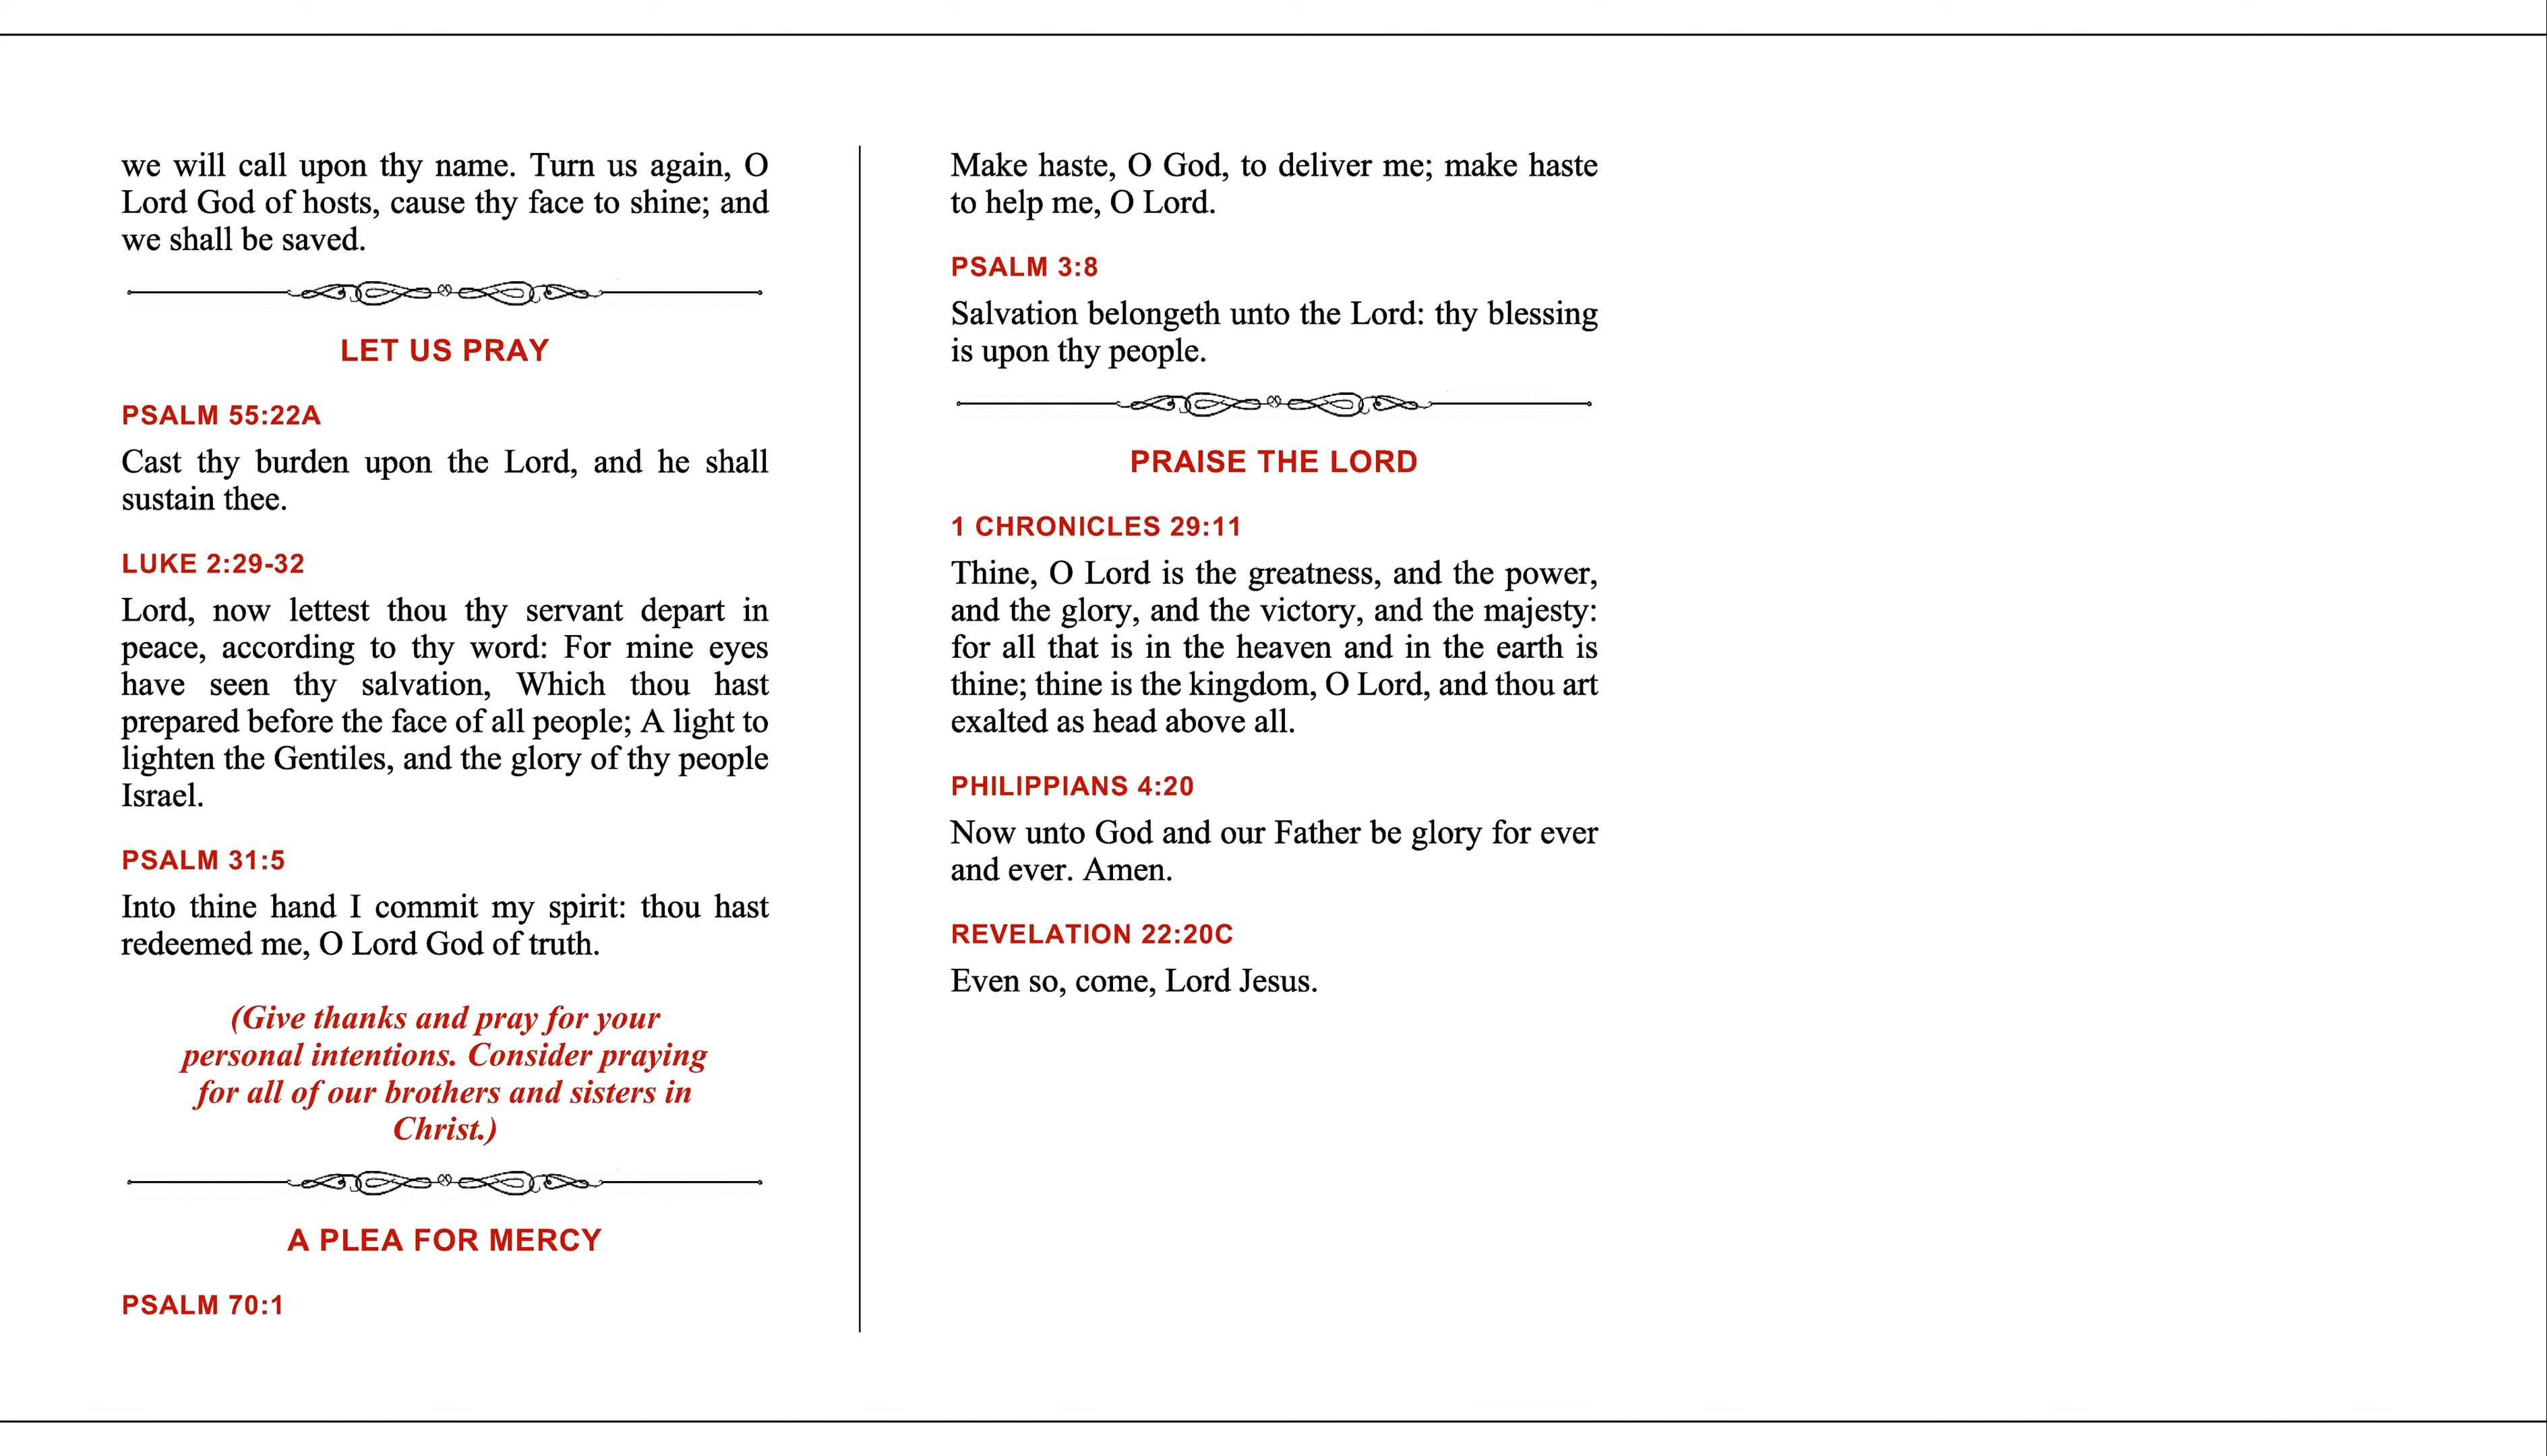 we will call upon thy name. Turn us again, O
Lord God of hosts, cause thy face to shine; and
we shall be saved.
LET US PRAY
PSALM 55:22A
Cast thy burden upon the Lord, and he shall
sustain thee.
LUKE 2:29-32
Lord, now lettest thou thy servant depart in
peace, according to thy word: For mine eyes
have seen thy salvation, Which thou hast
prepared before the face of all people; A light to
lighten the Gentiles, and the glory of thy people
Israel.
PSALM 31:5
Into thine hand I commit my spirit: thou hast
redeemed me, O Lord God of truth.
(Give thanks and pray for your
personal intentions. Consider praying
for all of our brothers and sisters in
Christ.)
A PLEA FOR MERCY
PSALM 70:1
Make haste, O God, to deliver me; make haste
to help me, O Lord.
PSALM 3:8
Salvation belongeth unto the Lord: thy blessing
is upon thy people.
PRAISE THE LORD
1 CHRONICLES 29:11
Thine, O Lord is the greatness, and the power,
and the glory, and the victory, and the majesty:
for all that is in the heaven and in the earth is
thine; thine is the kingdom, O Lord, and thou art
exalted as head above all.
PHILIPPIANS 4:20
Now unto God and our Father be glory for ever
and ever. Amen.
REVELATION 22:20C
Even so, come, Lord Jesus.